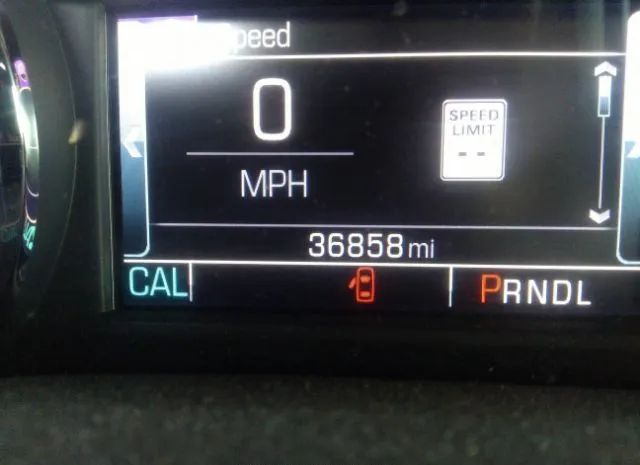 peed
0
MPH
SPEED
LIMIT
--
36858 mi
CAL
PRNDL